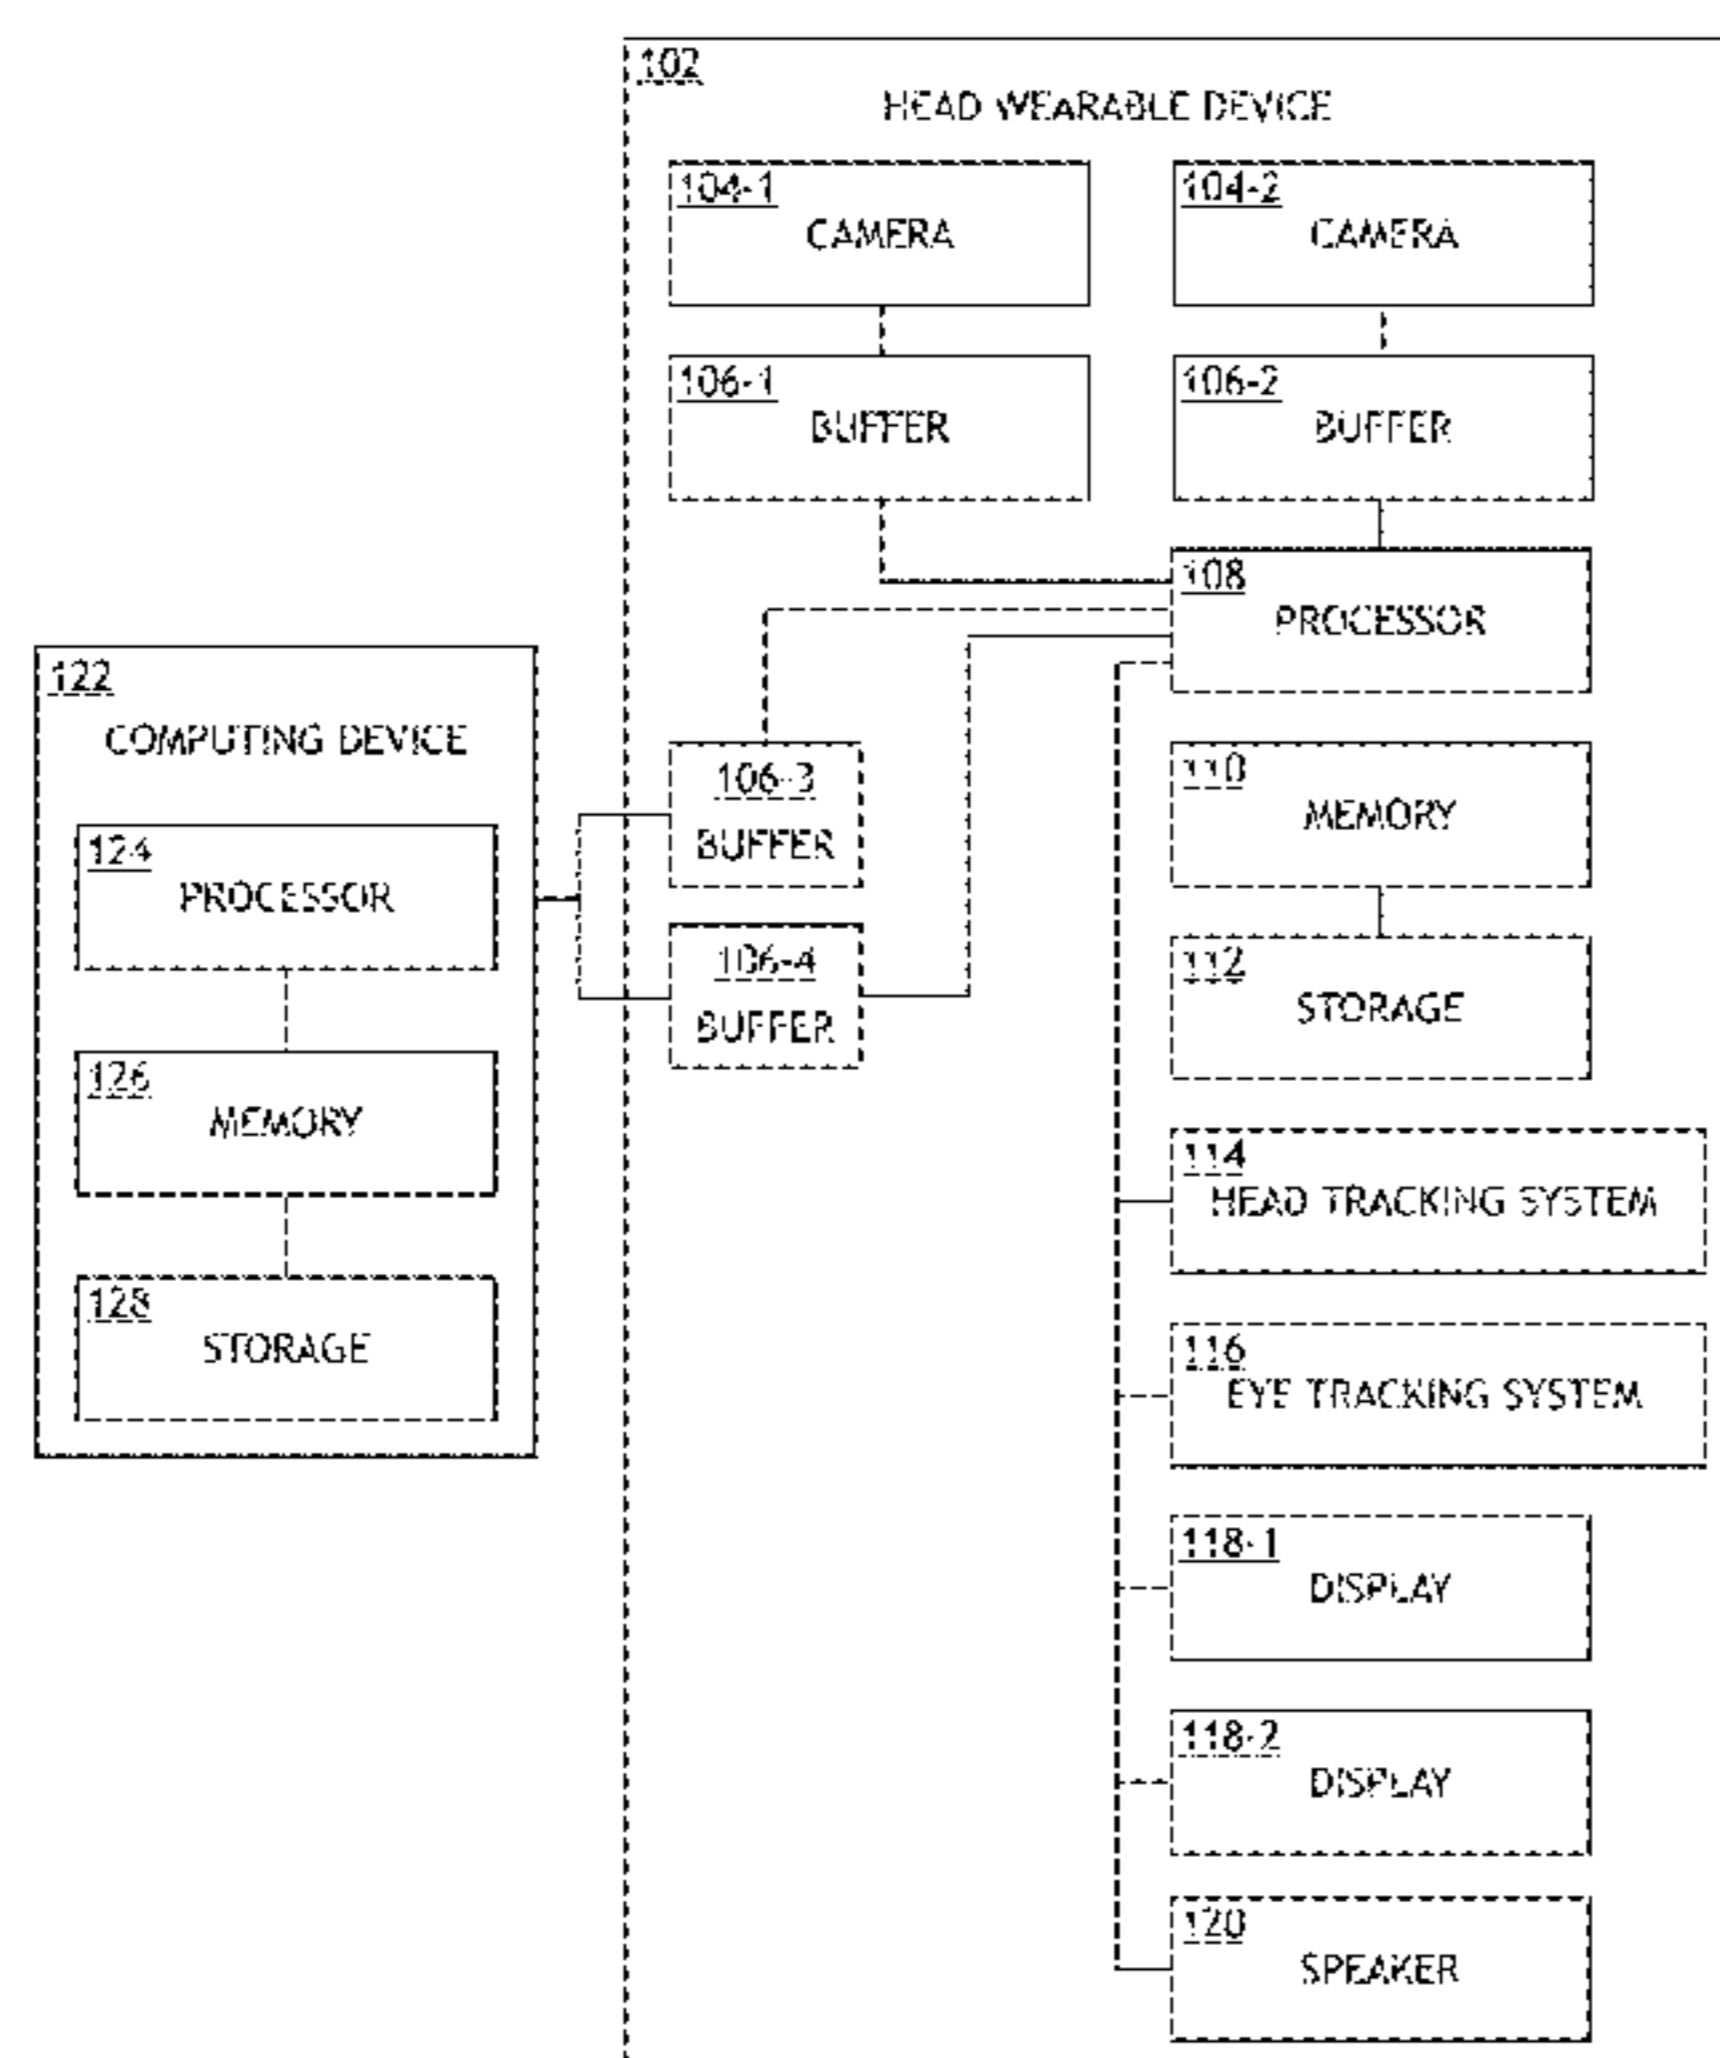 102
HEAD WEARABLE DEVICE
104-1
CAMERA
104-2
CAMERA
106-1
BUFFER
106-2
BUFFER
108
PROCESSOR
122
COMPUTING DEVICE
124
PROCESSOR
126
MEMORY
128
STORAGE
106-3
BUFFER
106-4
BUFFER
110
MEMORY
112
STORAGE
114
HEAD TRACKING SYSTEM
116
EYE TRACKING SYSTEM
118-1
DISPLAY
118-2
DISPLAY
120
SPEAKER